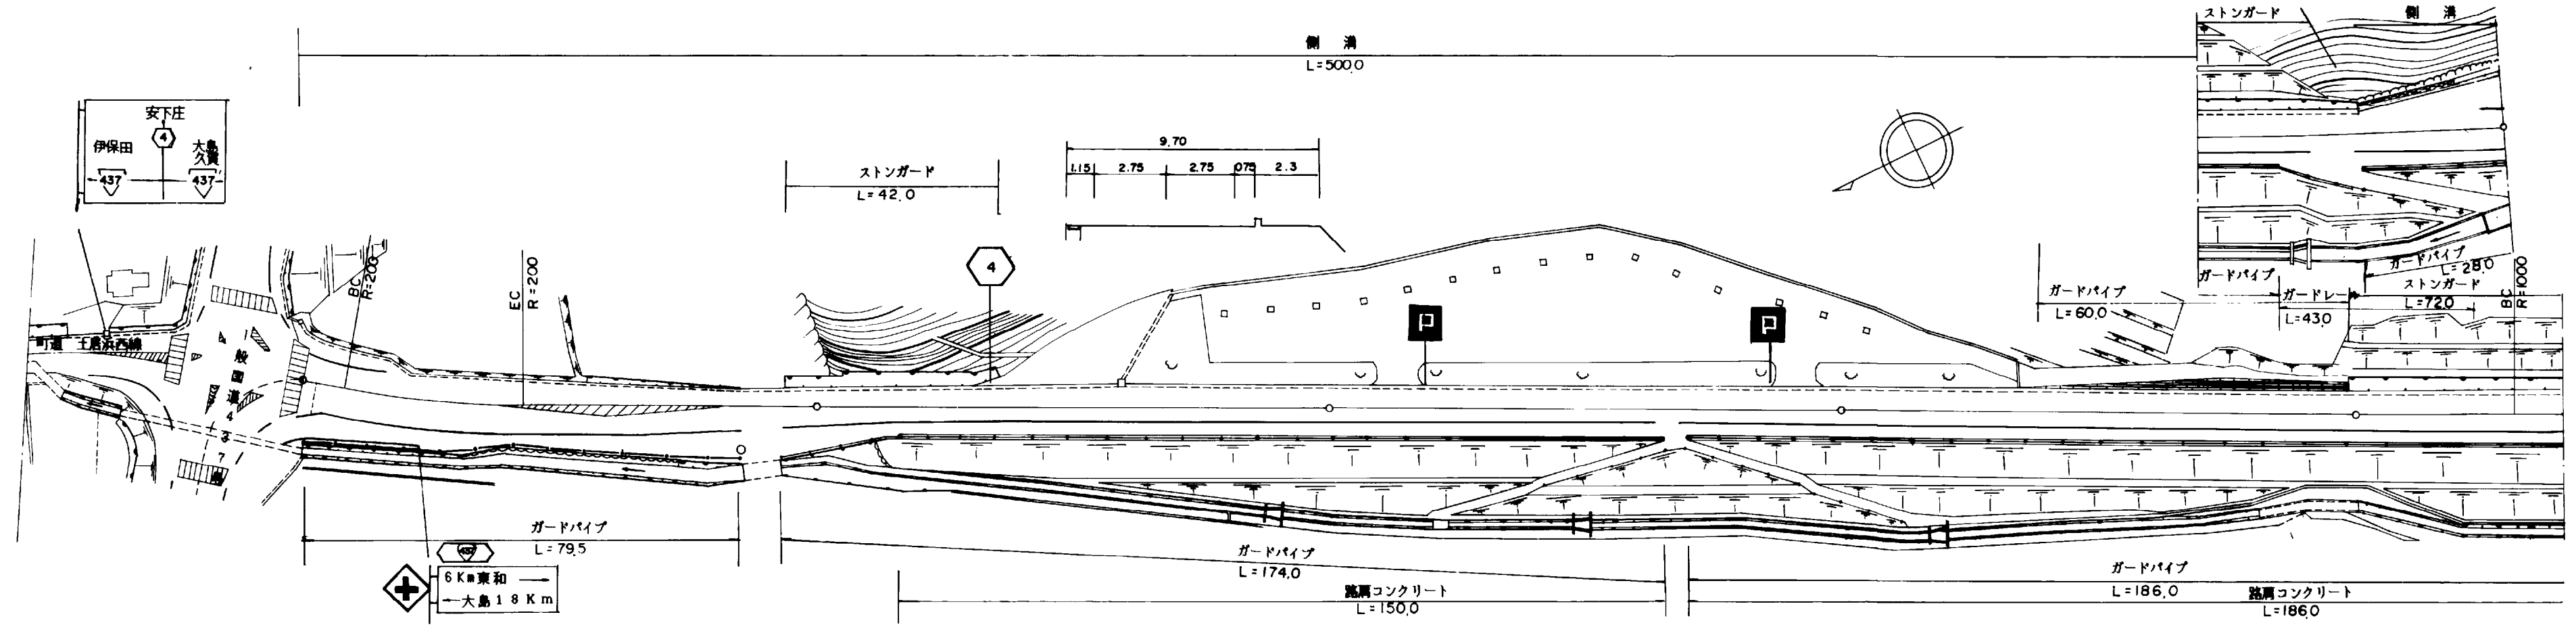 側溝
L=500.0
ストンガード
側溝
安下庄
4
伊保田
大島
久賀
437
437
9.70
1.15
2.75
2.75
.075
2.3
ストンガード
L=42.0
4
BC
R=200
EC
R=200
P
P
ガードパイプ
L=60.0
ガードパイプ
L=28.0
ガードパイプ
ガードレー
L=43.0
ストンガード
L=72.0
BC
R=1000
町道 土居浜西線
一般国道437号
ガードパイプ
L=79.5
437
6Km東和
大島18Km
ガードパイプ
L=174.0
路肩コンクリート
L=150.0
ガードパイプ
L=186.0
路肩コンクリート
L=186.0